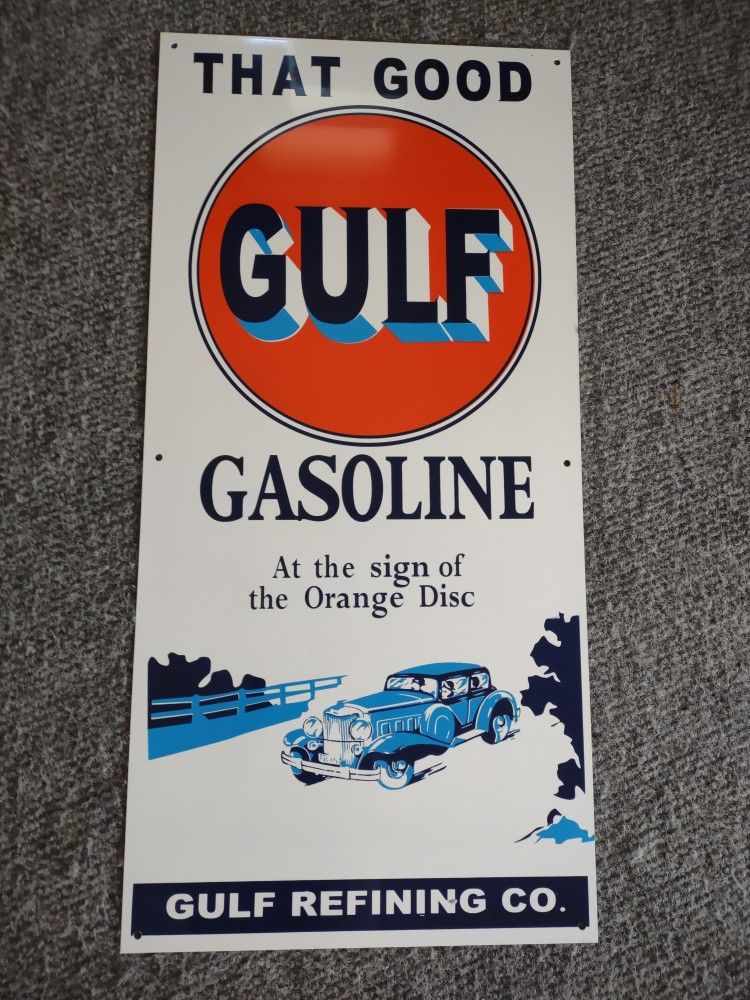 THAT GOOD
GULF
GASOLINE
At the sign of
the Orange Disc
GULF REFINING CO.